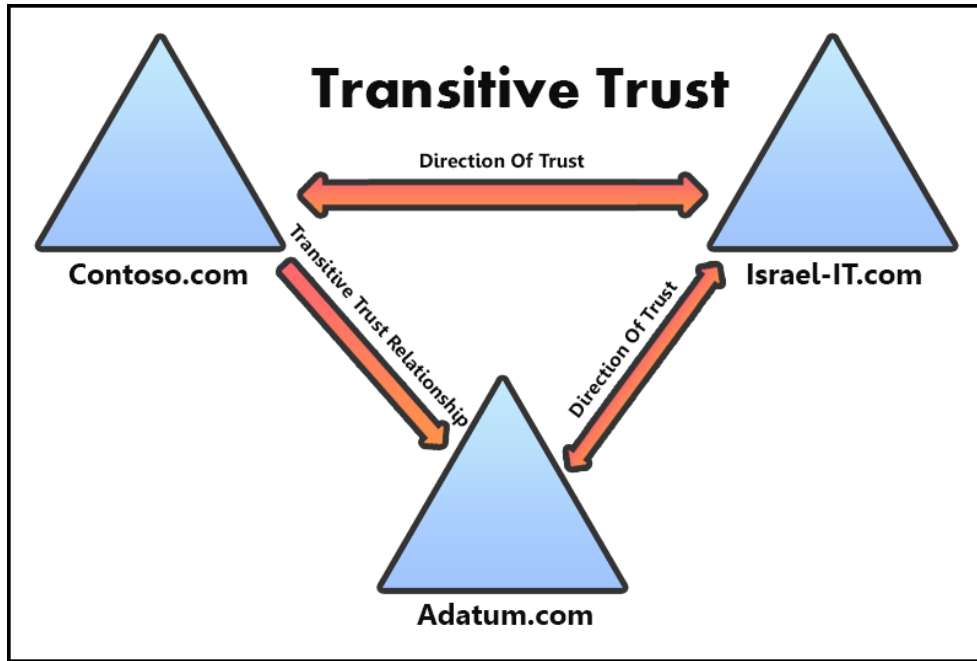 Transitive Trust
Direction Of Trust
Contoso.com
Israel-IT.com
Transitive Trust Relationship
Direction Of Trust
Adatum.com